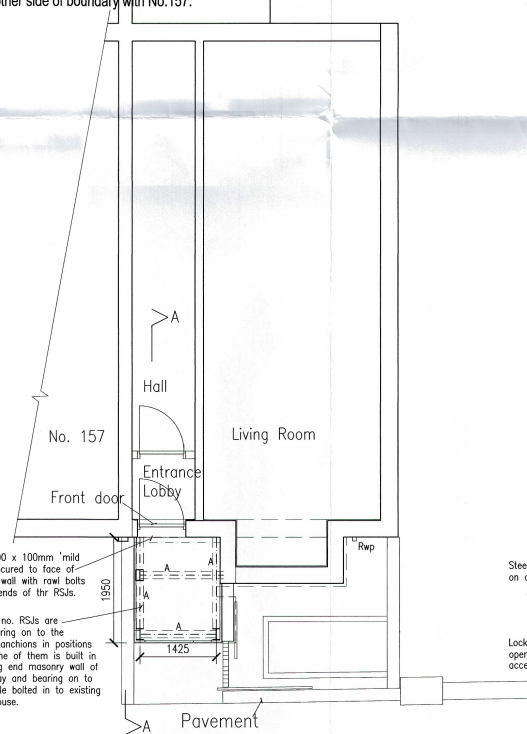 other side of boundary with No.157.
A
Hall
No. 157
Living Room
Entrance
Lobby
Front door
Rwp
00 x 100mm 'mild
cured to face of
wall with rawl bolts
ends of thr RSJs.
1950
A
A
A
A
no. RSJs are
ring on to the
anchions in positions
ne of them is built in
g end masonry wall of
ay and bearing on to
le bolted in to existing
ouse.
1425
Stee
on c
Lock
open
acce
A
Pavement